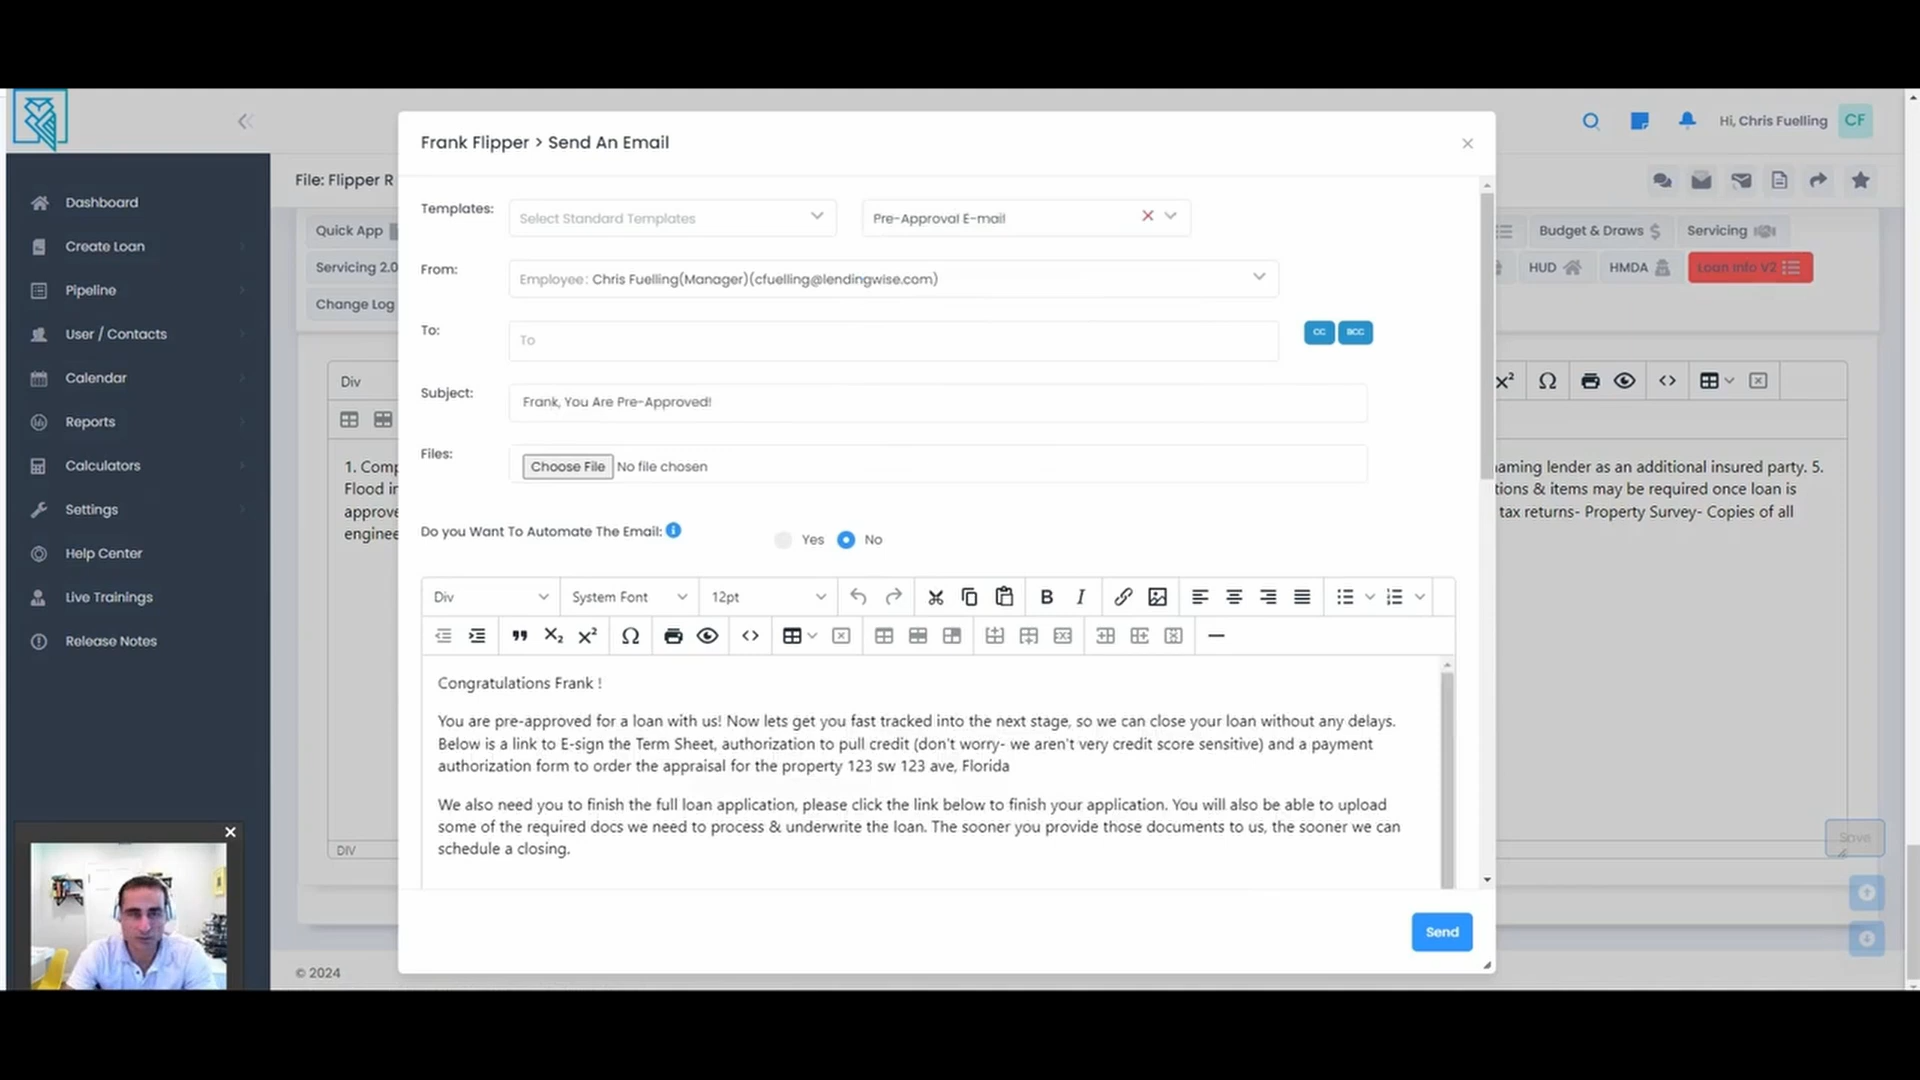 Hi, Chris Fuelling CF
Dashboard
Create Loan
Pipeline
User / Contacts
Calendar
Reports
Calculators
Settings
Help Center
Live Trainings
Release Notes
File: Flipper R
Quick App
Servicing 2.0
Change Log
Budget & Draws
Servicing
HUD
HMDA
Loan Info V2
Div
1. Comp
Flood in
approve
enginee
DIV
naming lender as an additional insured party. 5.
tions & items may be required once loan is
tax returns- Property Survey- Copies of all
Save
© 2024
Frank Flipper > Send An Email
Templates:
Select Standard Templates
Pre-Approval E-mail
From:
Employee: Chris Fuelling(Manager)(cfuelling@lendingwise.com)
To:
To
CC
BCC
Subject:
Frank, You Are Pre-Approved!
Files:
Choose File No file chosen
Do you Want To Automate The Email:
Yes
No
Div
System Font
12pt
Congratulations Frank !
You are pre-approved for a loan with us! Now lets get you fast tracked into the next stage, so we can close your loan without any delays.
Below is a link to E-sign the Term Sheet, authorization to pull credit (don't worry- we aren't very credit score sensitive) and a payment
authorization form to order the appraisal for the property 123 sw 123 ave, Florida
We also need you to finish the full loan application, please click the link below to finish your application. You will also be able to upload
some of the required docs we need to process & underwrite the loan. The sooner you provide those documents to us, the sooner we can
schedule a closing.
Send